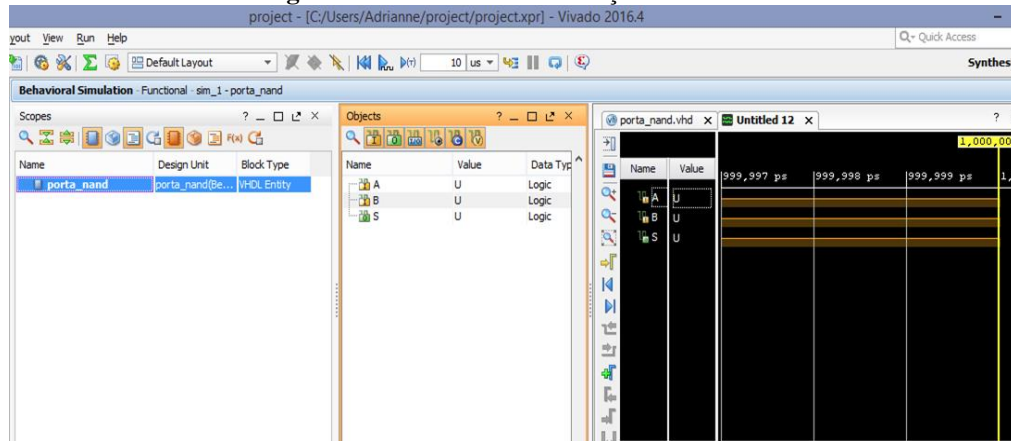 project - [C:/Users/Adrianne/project/project.xpr] - Vivado 2016.4
yout View Run Help
Quick Access
Default Layout
10 us
Synthes
Behavioral Simulation - Functional - sim_1 - porta_nand
Scopes
Name Design Unit Block Type
porta_nand porta_nand(Be... VHDL Entity
Objects
Name Value Data Typ
A U Logic
B U Logic
S U Logic
porta_nand.vhd Untitled 12
1,000,00
Name Value
999,997 ps 999,998 ps 999,999 ps 1,
A U
B U
S U